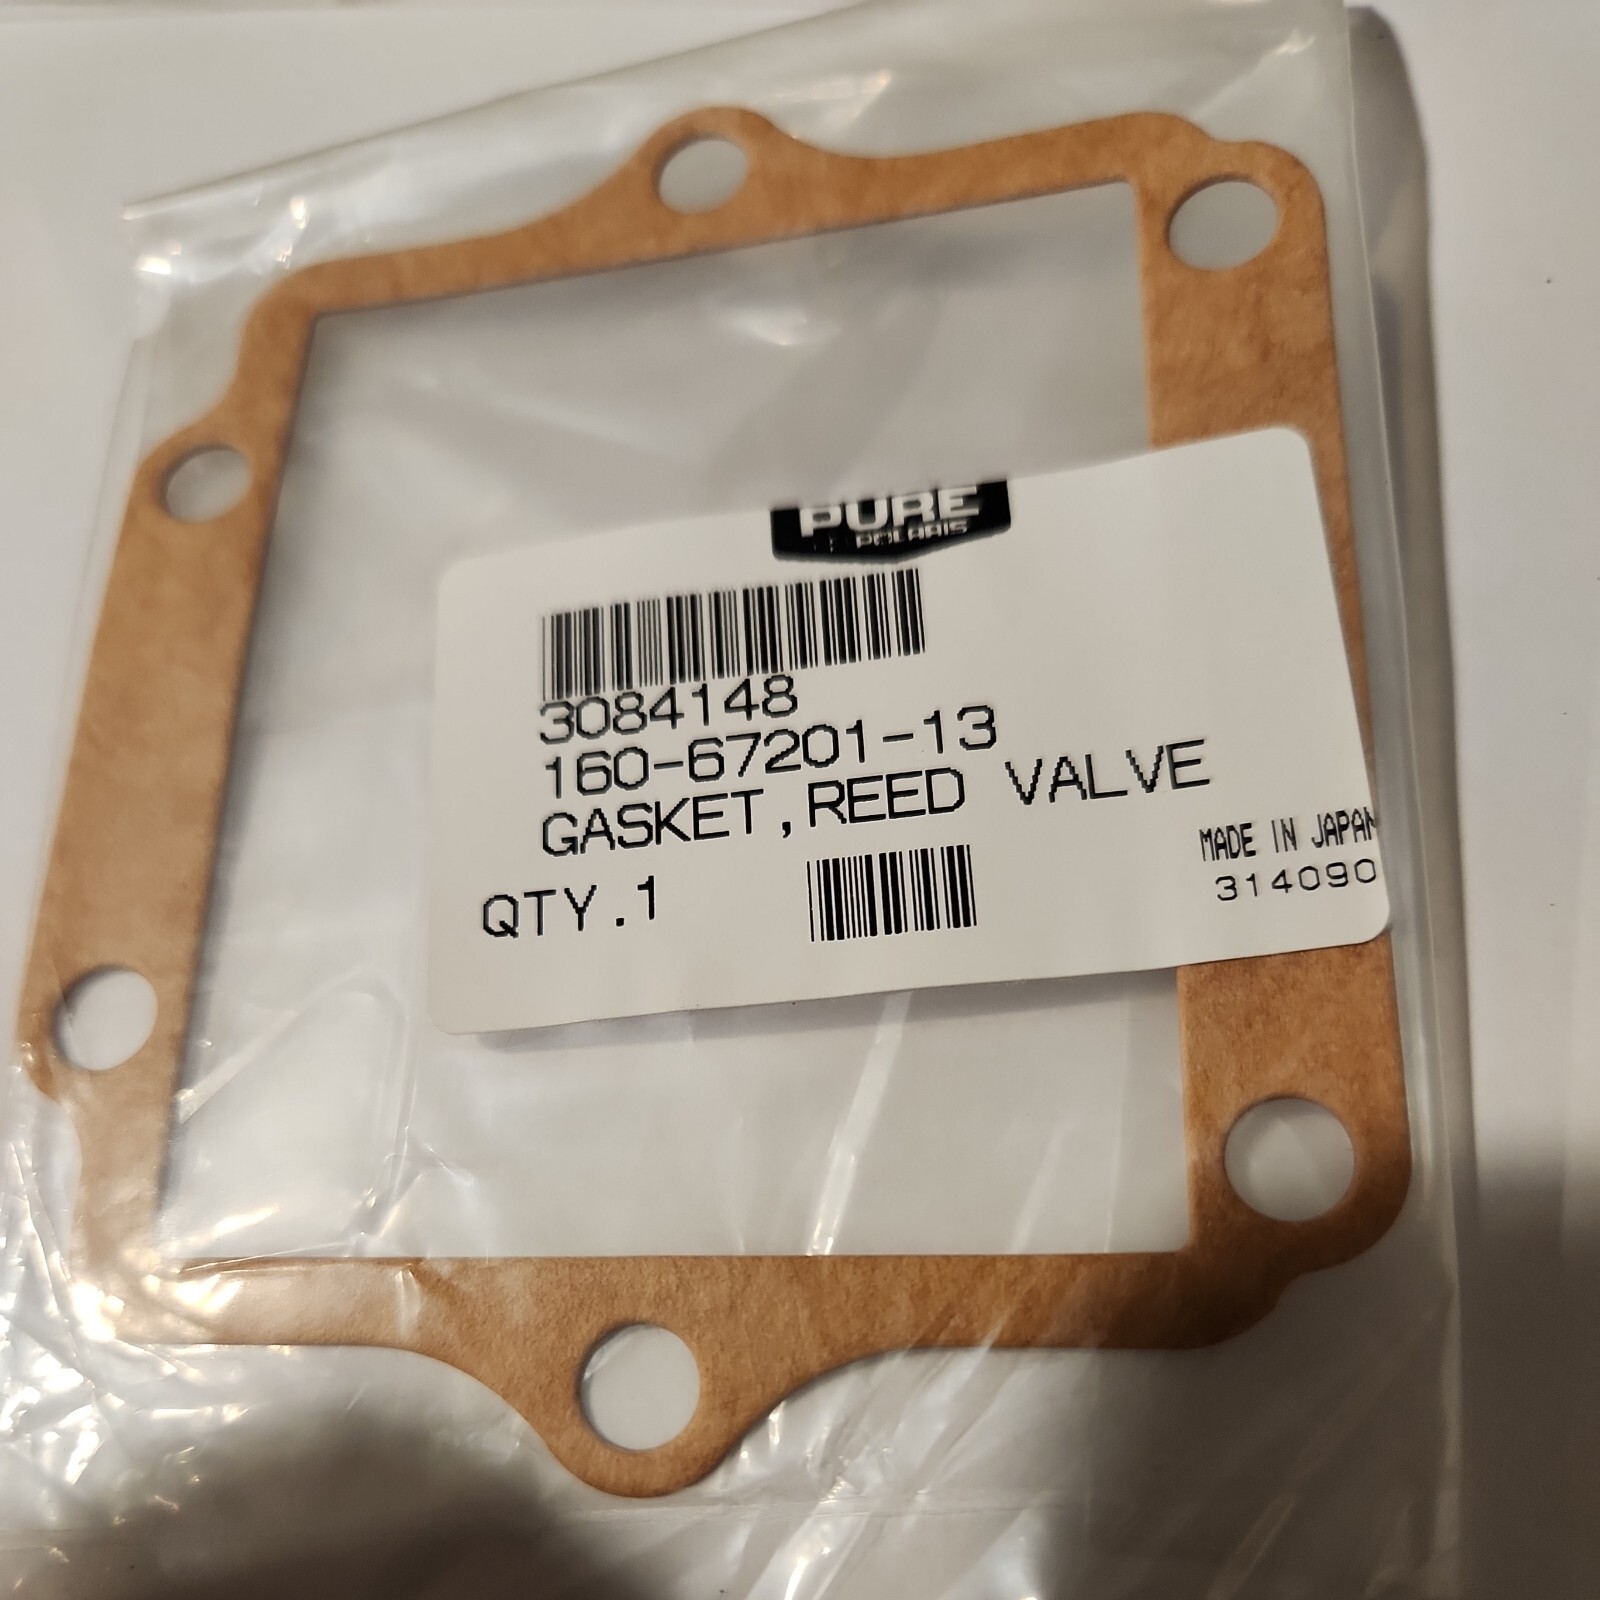 PURE
POLARIS
3084148
160-67201-13
GASKET,REED VALVE
MADE IN JAPAN
QTY.1
314090